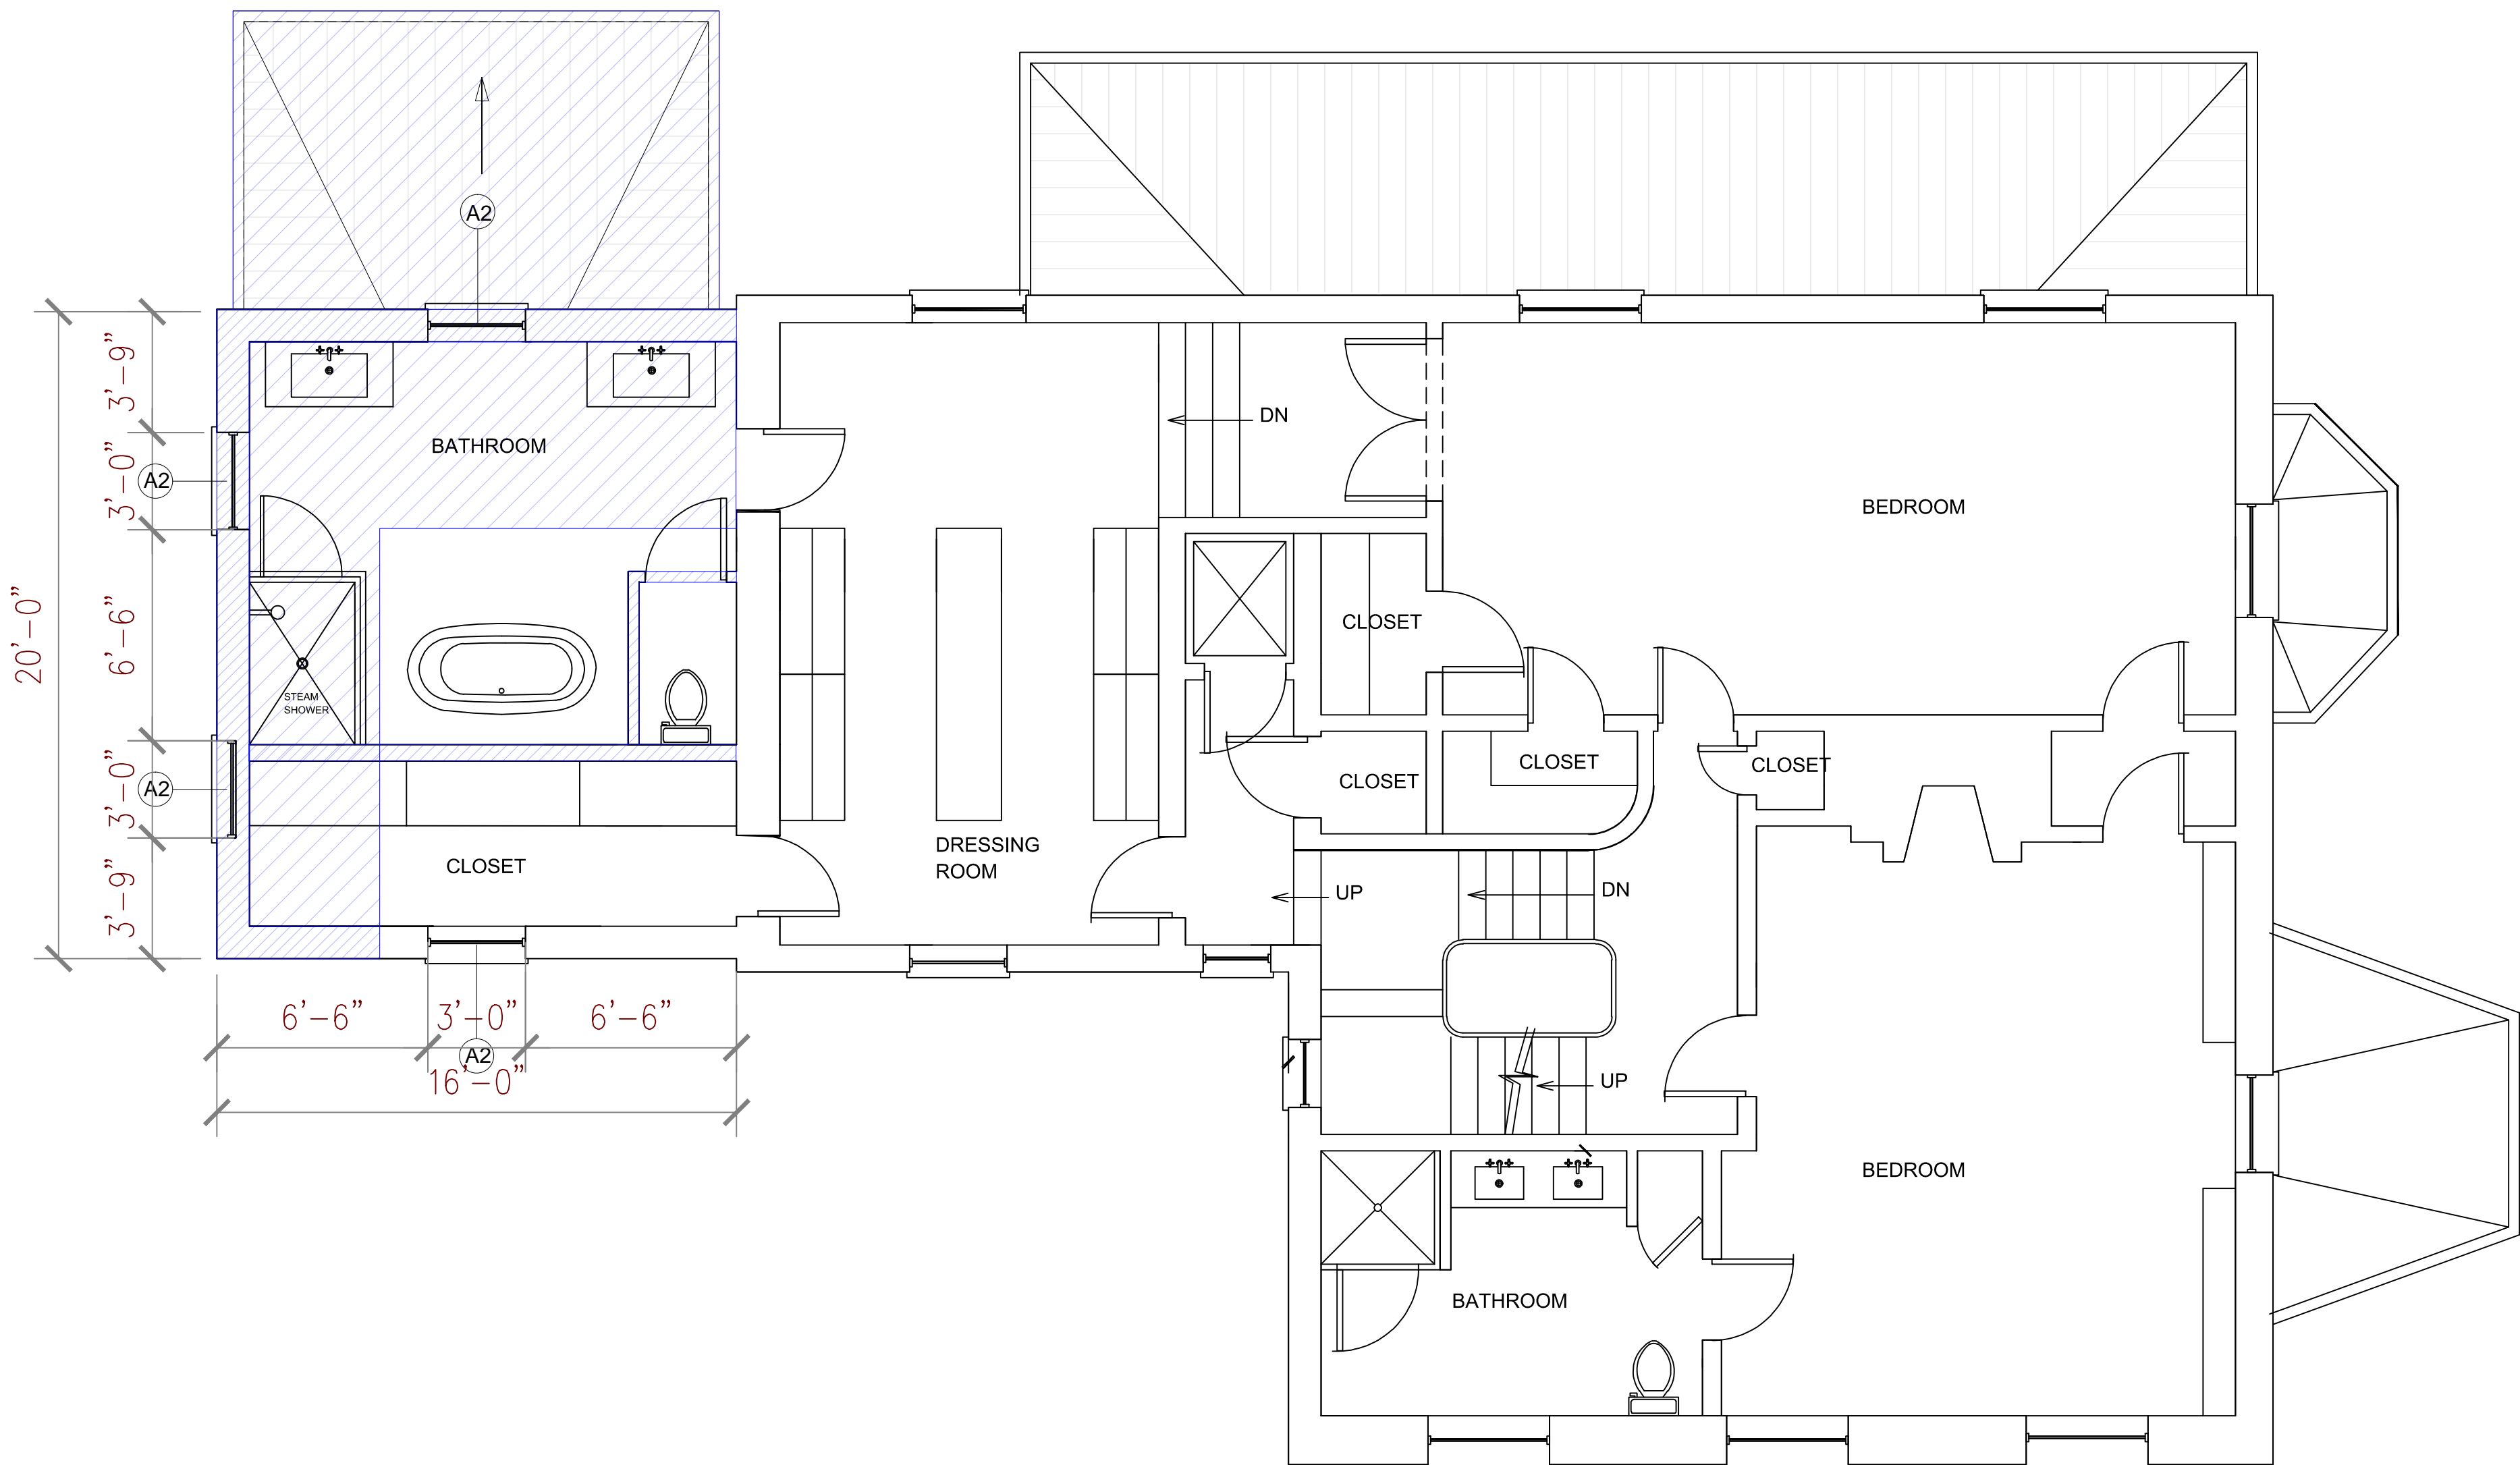 A2
3'-9"
3'-0"
A2
6'-6"
20'-0"
3'-0"
A2
3'-9"
BATHROOM
DN
BEDROOM
CLOSET
STEAM
SHOWER
CLOSET
CLOSET
CLOSET
CLOSET
DRESSING
ROOM
UP
DN
6'-6"
3'-0"
6'-6"
A2
16'-0"
UP
BEDROOM
BATHROOM